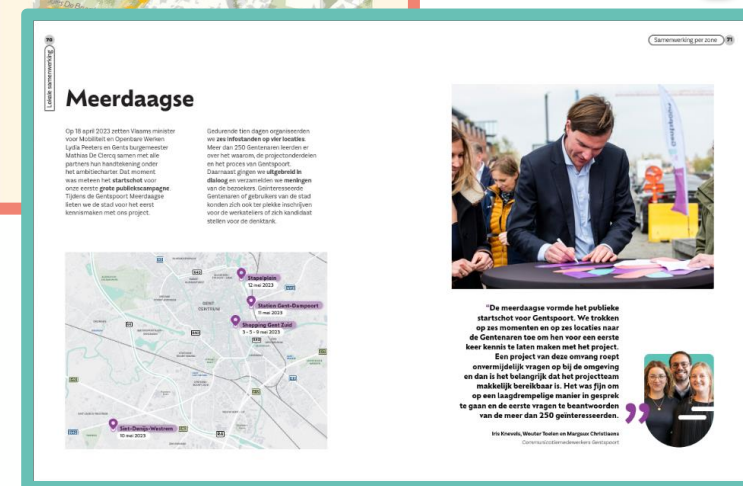 70
Lokale samenwerking
Samenwerking per zone
71
Meerdaagse
Op 18 april 2023 zetten Vlaams minister
voor Mobiliteit en Openbare Werken
Lydia Peeters en Gents burgemeester
Mathias De Clercq samen met alle
partners hun handtekening onder
het ambitiecharter. Dat moment
was meteen het startschot voor
onze eerste grote publiekscampagne.
Tijdens de Gentspoort Meerdaagse
lieten we de stad voor het eerst
kennismaken met ons project.
Gedurende tien dagen organiseerden
we zes infostanden op vier locaties.
Meer dan 250 Gentenaren leerden er
over het waarom, de projectonderdelen
en het proces van Gentspoort.
Daarnaast gingen we uitgebreid in
dialoog en verzamelden we meningen
van de bezoekers. Geïnteresseerde
Gentenaren of gebruikers van de stad
konden zich ook ter plekke inschrijven
voor de werkateliers of zich kandidaat
stellen voor de denktank.
Stapelplein
12 mei 2023
Station Gent-Dampoort
11 mei 2023
Shopping Gent Zuid
3 - 5 - 9 mei 2023
GENT
CENTRUM
Sint-Denijs-Westrem
10 mei 2023
"De meerdaagse vormde het publieke
startschot voor Gentspoort. We trokken
op zes momenten en op zes locaties naar
de Gentenaren toe om hen voor een eerste
keer kennis te laten maken met het project.
Een project van deze omvang roept
onvermijdelijk vragen op bij de omgeving
en dan is het belangrijk dat het projectteam
makkelijk bereikbaar is. Het was fijn om
op een laagdrempelige manier in gesprek
te gaan en de eerste vragen te beantwoorden
van de meer dan 250 geïnteresseerden.
Iris Knevels, Wouter Toelen en Margaux Christiaens
Communicatiemedewerkers Gentspoort